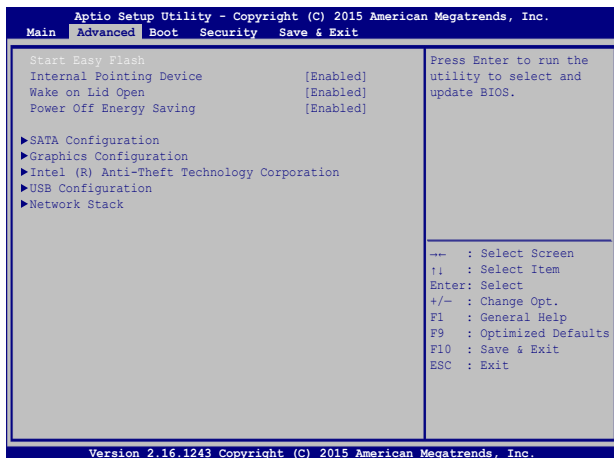 Aptio Setup Utility - Copyright (C) 2015 American Megatrends, Inc.
Main Advanced Boot Security Save & Exit
Start Easy Flash
Internal Pointing Device [Enabled]
Wake on Lid Open [Enabled]
Power Off Energy Saving [Enabled]
▶SATA Configuration
▶Graphics Configuration
▶Intel (R) Anti-Theft Technology Corporation
▶USB Configuration
▶Network Stack
Press Enter to run the
utility to select and
update BIOS.
→← : Select Screen
↑↓ : Select Item
Enter: Select
+/— : Change Opt.
F1 : General Help
F9 : Optimized Defaults
F10 : Save & Exit
ESC : Exit
Version 2.16.1243 Copyright (C) 2015 American Megatrends, Inc.